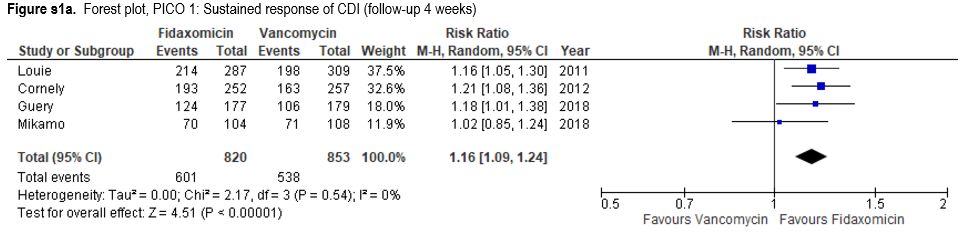 Figure s1a. Forest plot, PICO 1: Sustained response of CDI (follow-up 4 weeks)
Fidaxomicin Vancomycin Risk Ratio Risk Ratio
Study or Subgroup Events Total Events Total Weight M-H, Random, 95% CI Year M-H, Random, 95% CI
Louie 214 287 198 309 37.5% 1.16 [1.05, 1.30] 2011
Cornely 193 252 163 257 32.6% 1.21 [1.08, 1.36] 2012
Guery 124 177 106 179 18.0% 1.18 [1.01, 1.38] 2018
Mikamo 70 104 71 108 11.9% 1.02 [0.85, 1.24] 2018
Total (95% CI) 820 853 100.0% 1.16 [1.09, 1.24]
Total events 601 538
Heterogeneity: Tau² = 0.00; Chi² = 2.17, df = 3 (P = 0.54); I² = 0%
Test for overall effect: Z = 4.51 (P < 0.00001)
0.5 0.7 1 1.5 2
Favours Vancomycin Favours Fidaxomicin